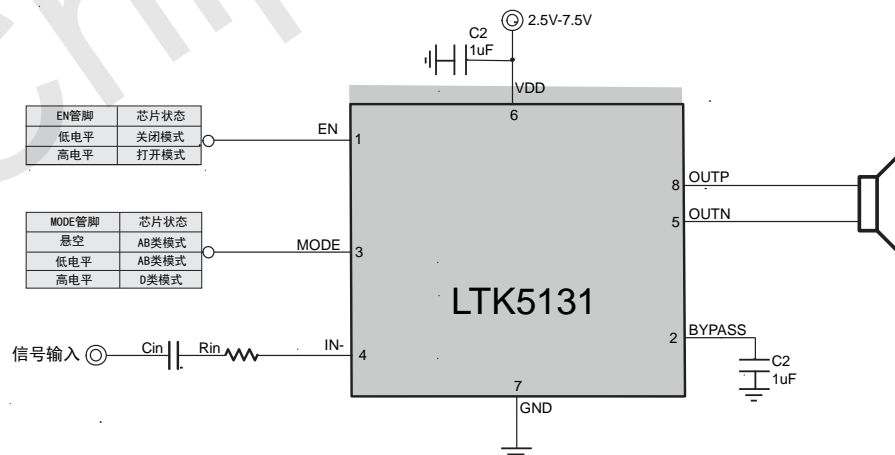 chip
2.5V-7.5V
C2
1uF
VDD
6
EN管脚 芯片状态
低电平 关闭模式
高电平 打开模式
EN
1
8 OUTP
5 OUTN
MODE管脚 芯片状态
悬空 AB类模式
低电平 AB类模式
高电平 D类模式
MODE
3
LTK5131
信号输入
Cin
Rin
IN-
4
2 BYPASS
C2
1uF
7
GND